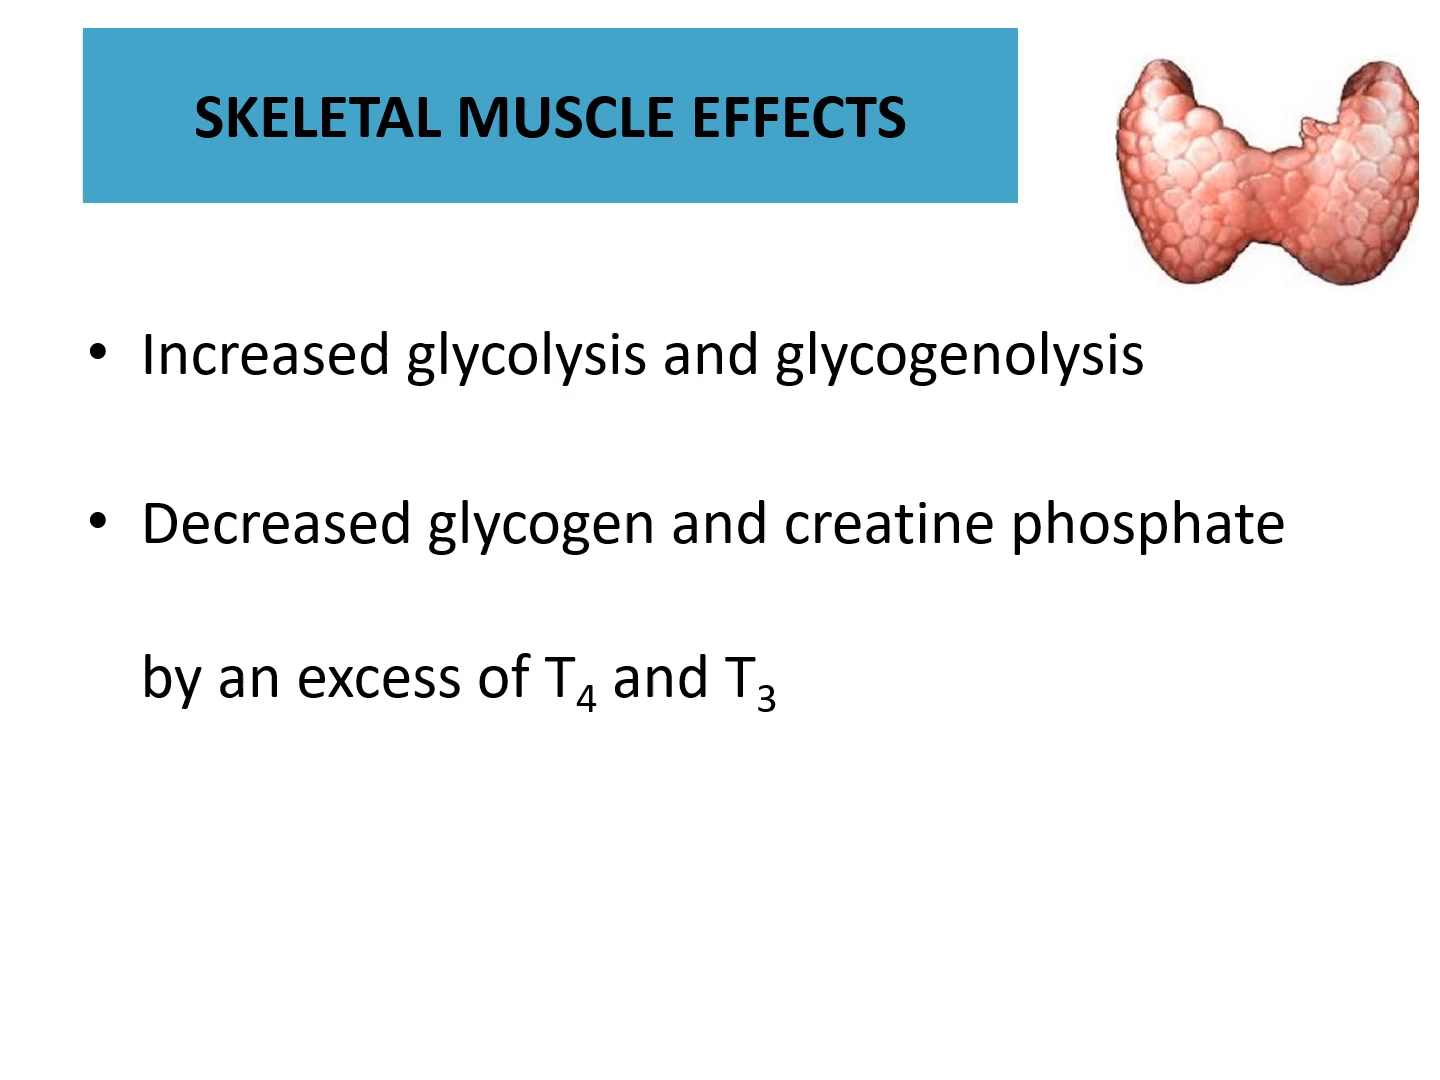 SKELETAL MUSCLE EFFECTS
• Increased glycolysis and glycogenolysis
• Decreased glycogen and creatine phosphate
by an excess of T₄ and T₃